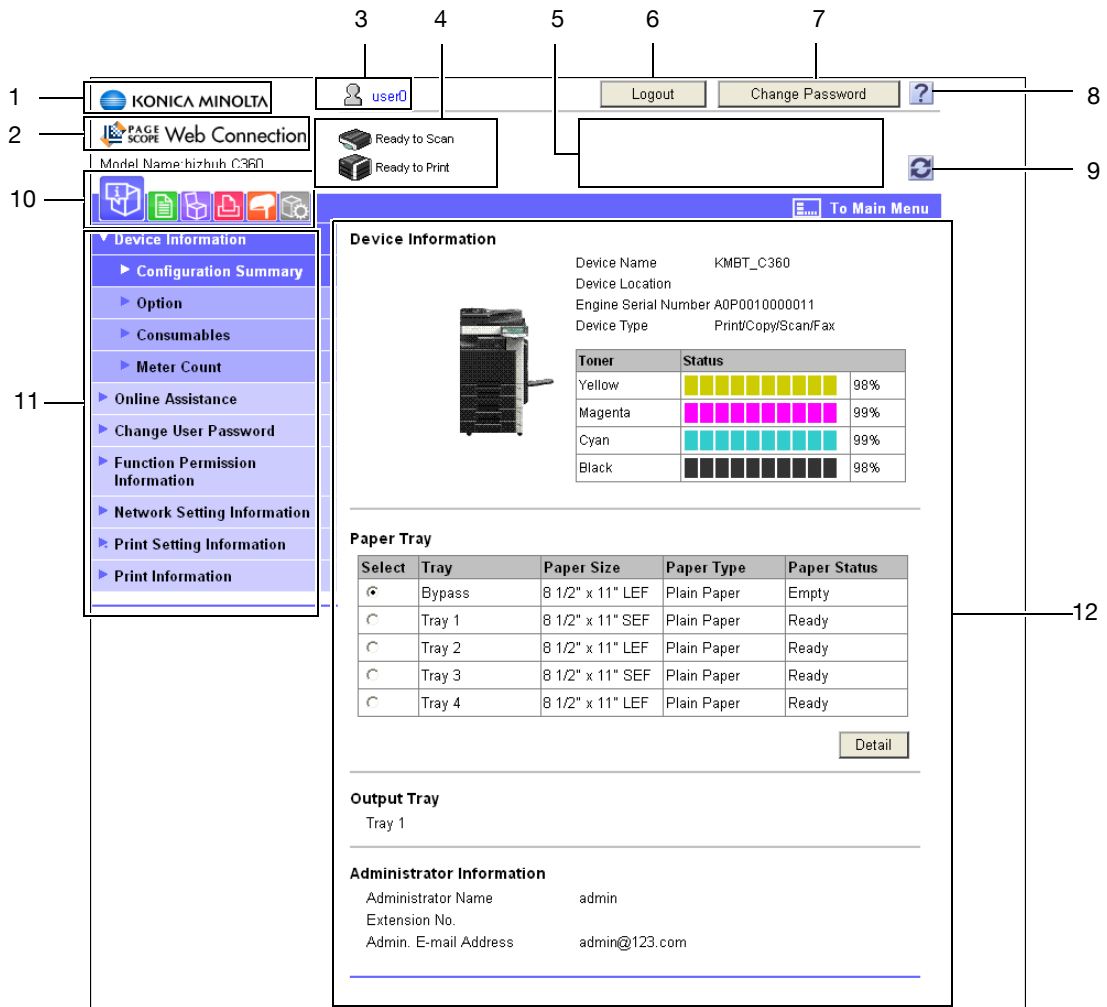 3 4 5 6 7
1 KONICA MINOLTA user0 Logout Change Password ? 8
2 PAGE SCOPE Web Connection Ready to Scan
Model Name:bizhub C360 Ready to Print 9
10 To Main Menu
11
Device Information
Configuration Summary
Option
Consumables
Meter Count
Online Assistance
Change User Password
Function Permission
Information
Network Setting Information
Print Setting Information
Print Information
12
Device Information
Device Name KMBT_C360
Device Location
Engine Serial Number A0P0010000011
Device Type Print/Copy/Scan/Fax
Toner Status
Yellow 98%
Magenta 99%
Cyan 99%
Black 98%
Paper Tray
Select Tray Paper Size Paper Type Paper Status
Bypass 8 1/2" x 11" LEF Plain Paper Empty
Tray 1 8 1/2" x 11" SEF Plain Paper Ready
Tray 2 8 1/2" x 11" LEF Plain Paper Ready
Tray 3 8 1/2" x 11" SEF Plain Paper Ready
Tray 4 8 1/2" x 11" LEF Plain Paper Ready
Detail
Output Tray
Tray 1
Administrator Information
Administrator Name admin
Extension No.
Admin. E-mail Address admin@123.com